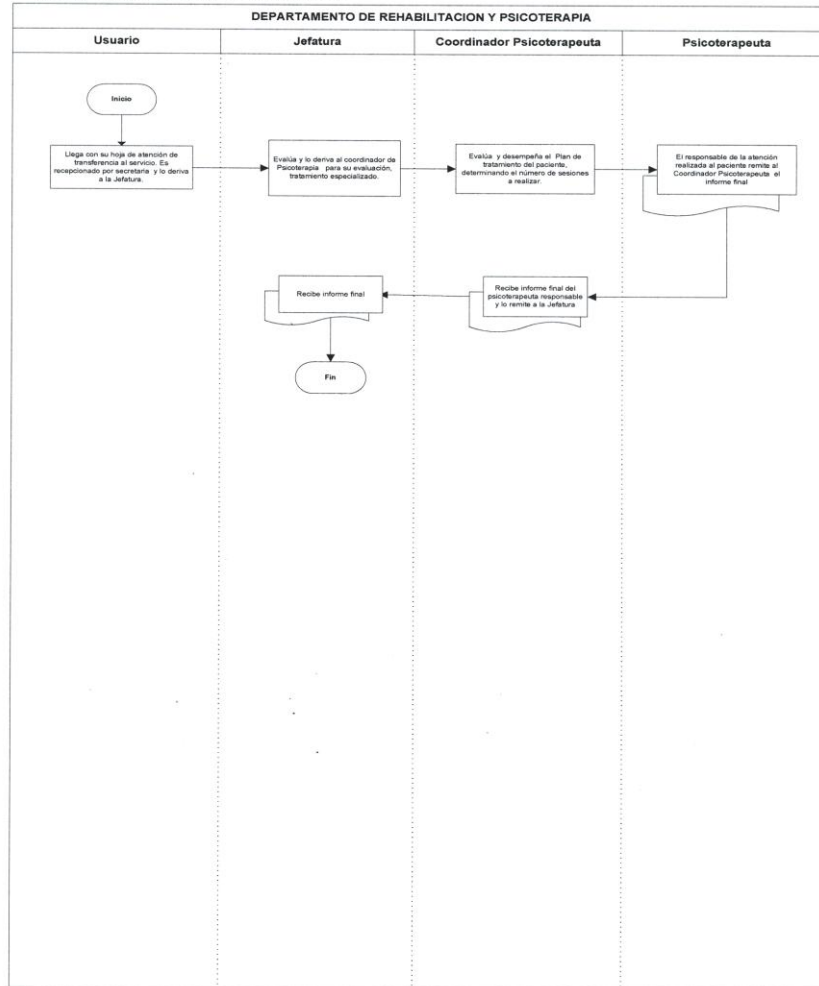 DEPARTAMENTO DE REHABILITACION Y PSICOTERAPIA
Usuario
Jefatura
Coordinador Psicoterapeuta
Psicoterapeuta
Inicio
Llega con su hoja de atención de
transferencia al servicio. Es
recepcionado por secretaria y lo deriva
a la Jefatura.
Evalúa y lo deriva al coordinador de
Psicoterapia para su evaluación,
tratamiento especializado.
Evalúa y desempeña el Plan de
tratamiento del paciente,
determinando el número de sesiones
a realizar.
El responsable de la atención
realizada al paciente remite al
Coordinador Psicoterapeuta el
informe final
Recibe informe final del
psicoterapeuta responsable
y lo remite a la Jefatura
Recibe informe final
Fin